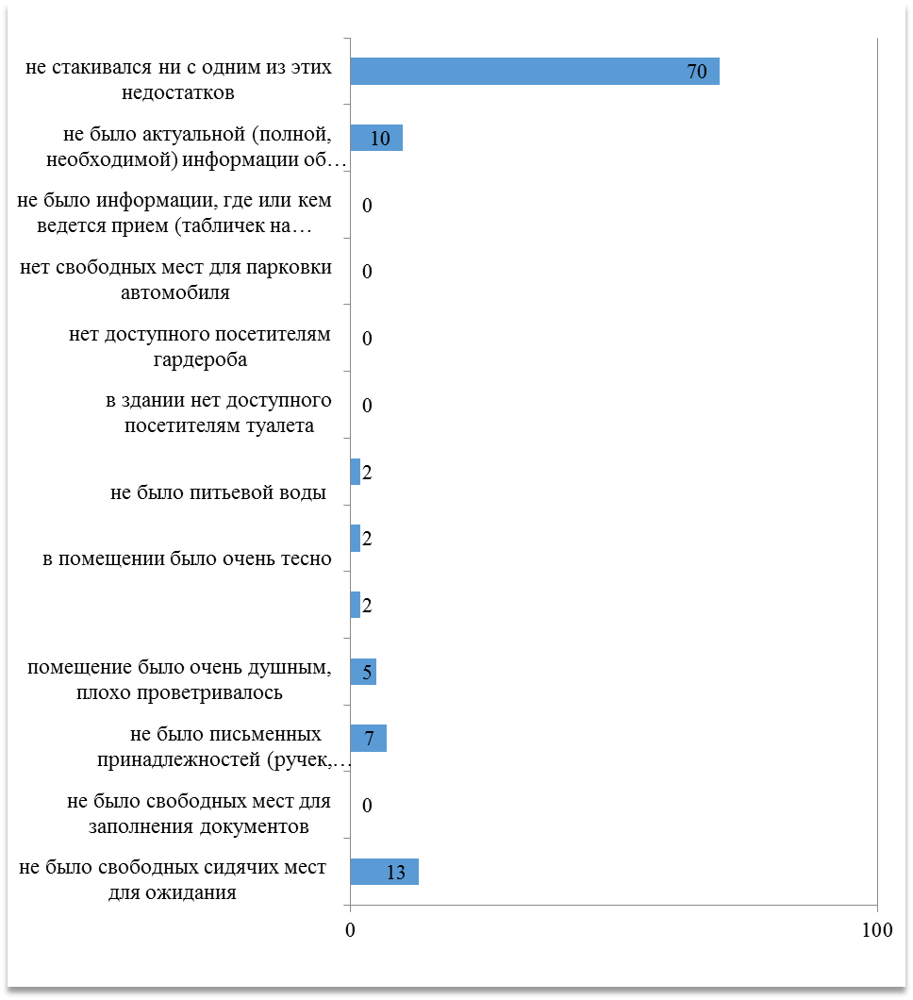 не стакивался ни с одним из этих
недостатков
70
не было актуальной (полной,
необходимой) информации об…
10
не было информации, где или кем
ведется прием (табличек на…
0
нет свободных мест для парковки
автомобиля
0
нет доступного посетителям
гардероба
0
в здании нет доступного
посетителям туалета
0
не было питьевой воды
2
в помещении было очень тесно
2
2
помещение было очень душным,
плохо проветривалось
5
не было письменных
принадлежностей (ручек,…
7
не было свободных мест для
заполнения документов
0
не было свободных сидячих мест
для ожидания
13
0
100